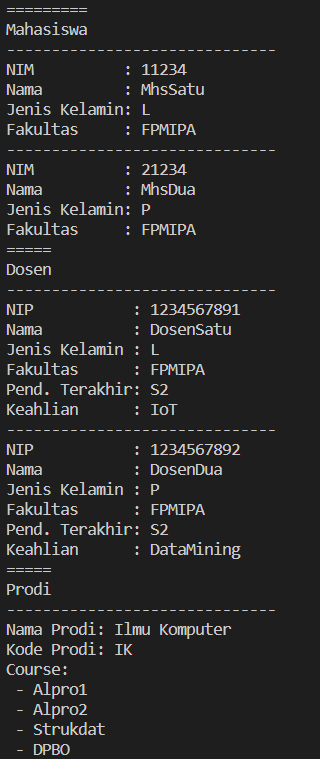 =========
Mahasiswa
------------------------------
NIM          : 11234
Nama         : MhsSatu
Jenis Kelamin: L
Fakultas     : FPMIPA
------------------------------
NIM          : 21234
Nama         : MhsDua
Jenis Kelamin: P
Fakultas     : FPMIPA
=====
Dosen
------------------------------
NIP           : 1234567891
Nama          : DosenSatu
Jenis Kelamin : L
Fakultas      : FPMIPA
Pend. Terakhir: S2
Keahlian      : IoT
------------------------------
NIP           : 1234567892
Nama          : DosenDua
Jenis Kelamin : P
Fakultas      : FPMIPA
Pend. Terakhir: S2
Keahlian      : DataMining
=====
Prodi
------------------------------
Nama Prodi: Ilmu Komputer
Kode Prodi: IK
Course:
 - Alpro1
 - Alpro2
 - Strukdat
 - DPBO